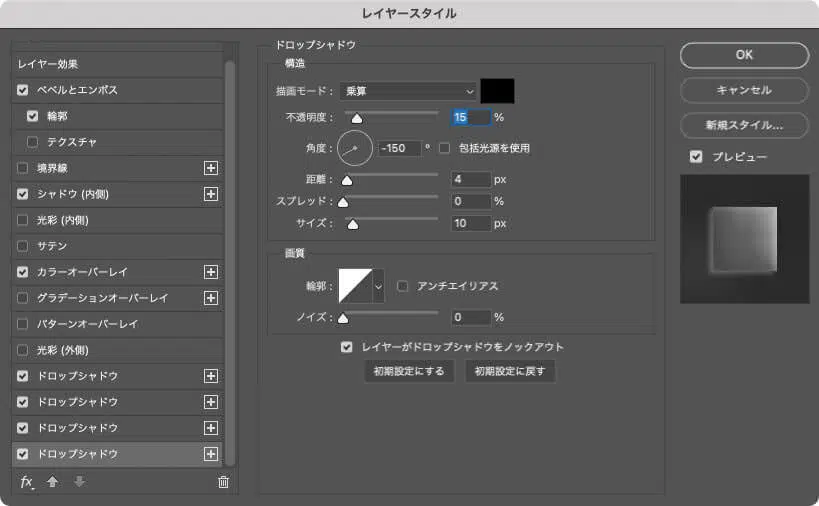 レイヤースタイル
レイヤー効果
ベベルとエンボス
輪郭
テクスチャ
境界線
シャドウ (内側)
光彩 (内側)
サテン
カラーオーバーレイ
グラデーションオーバーレイ
パターンオーバーレイ
光彩 (外側)
ドロップシャドウ
ドロップシャドウ
ドロップシャドウ
ドロップシャドウ
fx
ドロップシャドウ
構造
描画モード : 乗算
不透明度 : 15 %
角度 : -150 ° 包括光源を使用
距離 : 4 px
スプレッド : 0 %
サイズ : 10 px
画質
輪郭 : アンチエイリアス
ノイズ : 0 %
レイヤーがドロップシャドウをノックアウト
初期設定にする 初期設定に戻す
OK
キャンセル
新規スタイル...
プレビュー